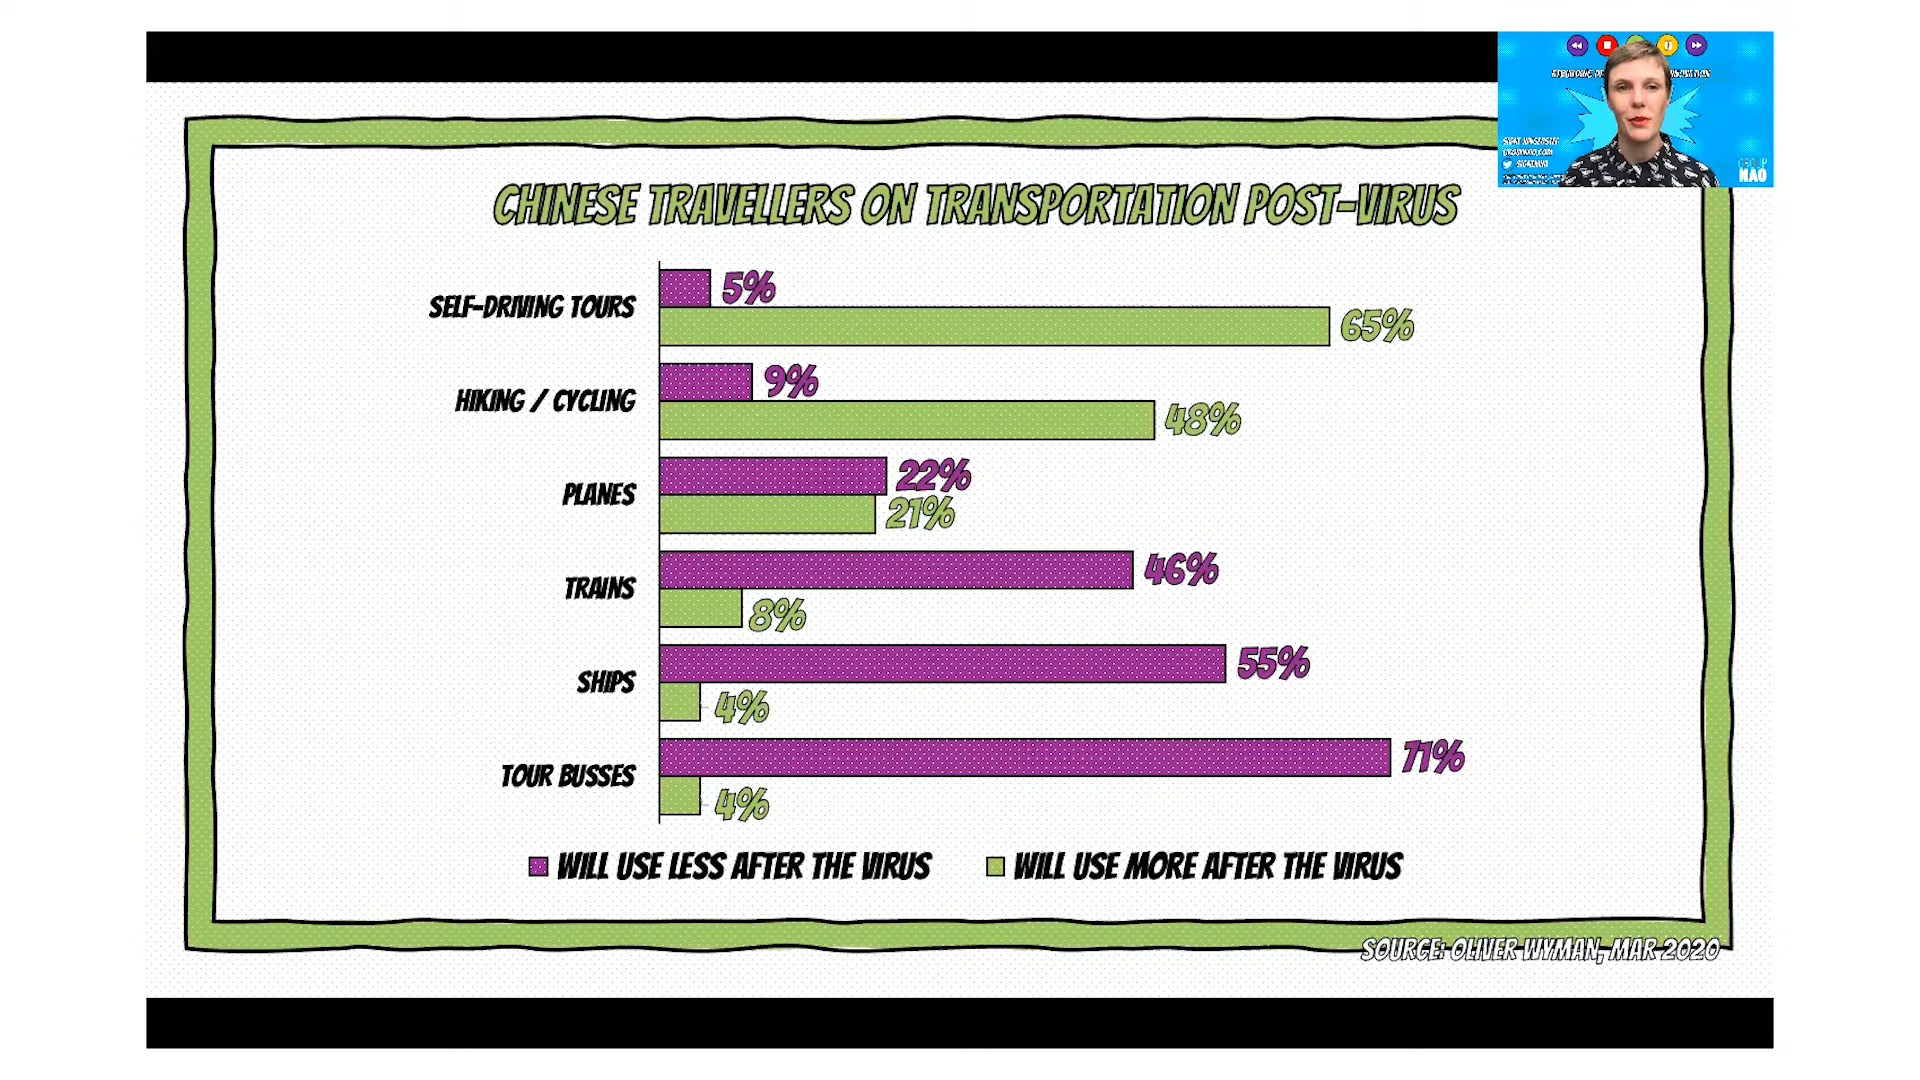 CHINESE TRAVELLERS ON TRANSPORTATION POST-VIRUS
SELF-DRIVING TOURS
5%
65%
HIKING / CYCLING
9%
48%
PLANES
22%
21%
TRAINS
46%
8%
SHIPS
55%
4%
TOUR BUSSES
71%
4%
WILL USE LESS AFTER THE VIRUS
WILL USE MORE AFTER THE VIRUS
SOURCE: OLIVER WYMAN, MAR 2020
GROUP
NAO